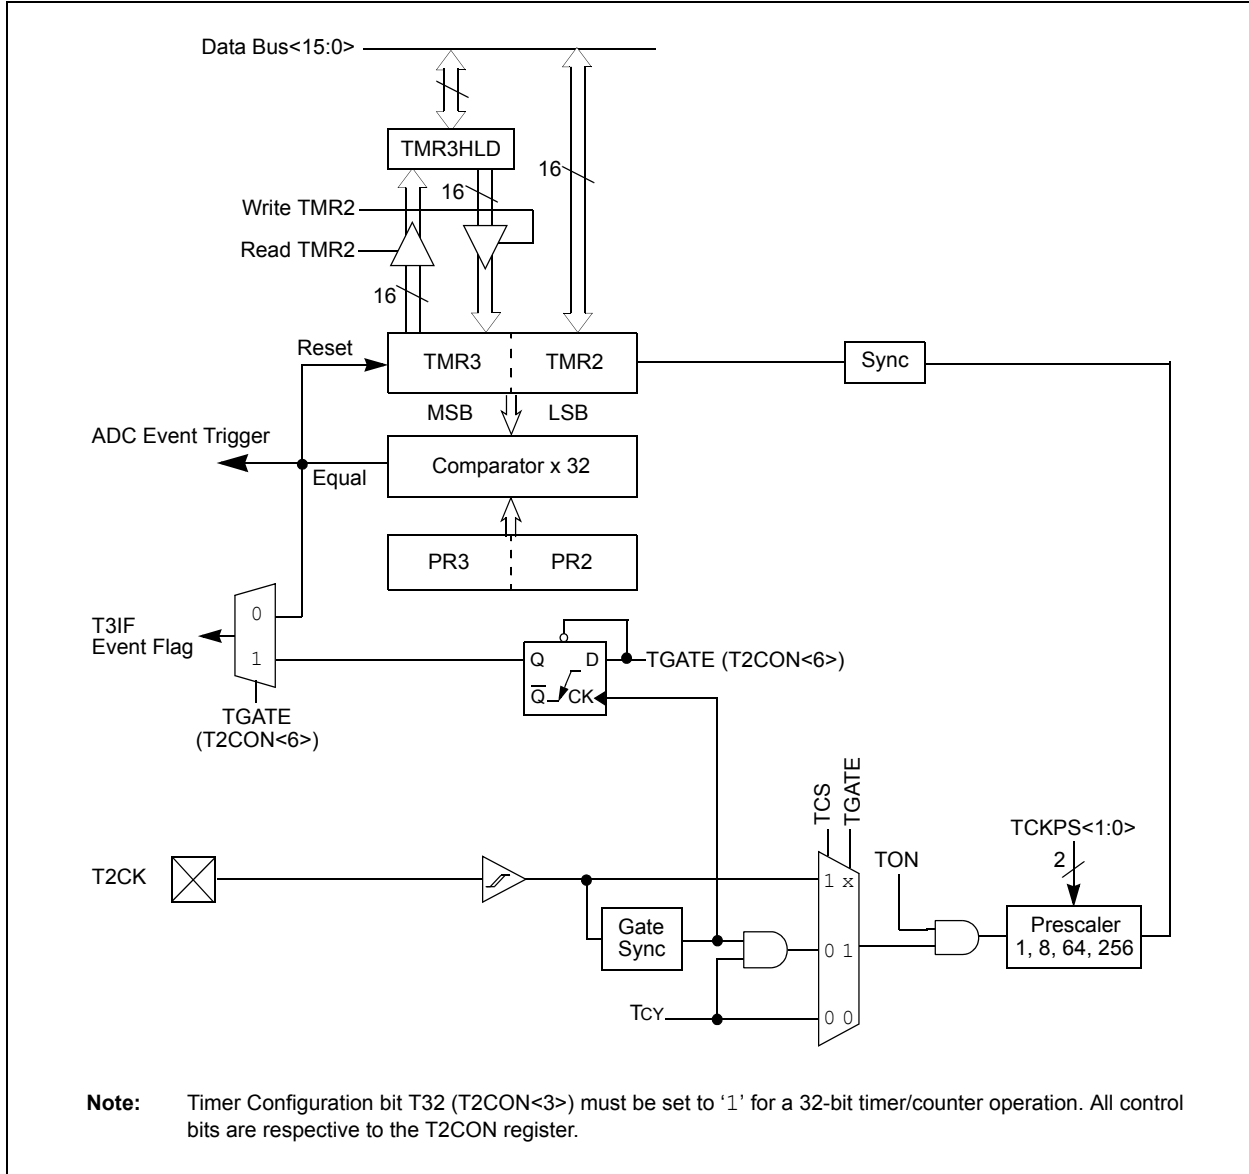 Data Bus<15:0>
TMR3HLD
16
16
Write TMR2
Read TMR2
16
Reset
TMR3
TMR2
Sync
MSB
LSB
ADC Event Trigger
Equal
Comparator x 32
PR3
PR2
0
1
T3IF
Event Flag
Q
D
Q
CK
TGATE (T2CON<6>)
TGATE
(T2CON<6>)
TCS
TGATE
TCKPS<1:0>
2
T2CK
1 x
TON
Gate
Sync
0 1
Prescaler
1, 8, 64, 256
TCY
0 0
Note: Timer Configuration bit T32 (T2CON<3>) must be set to ‘1’ for a 32-bit timer/counter operation. All control
bits are respective to the T2CON register.